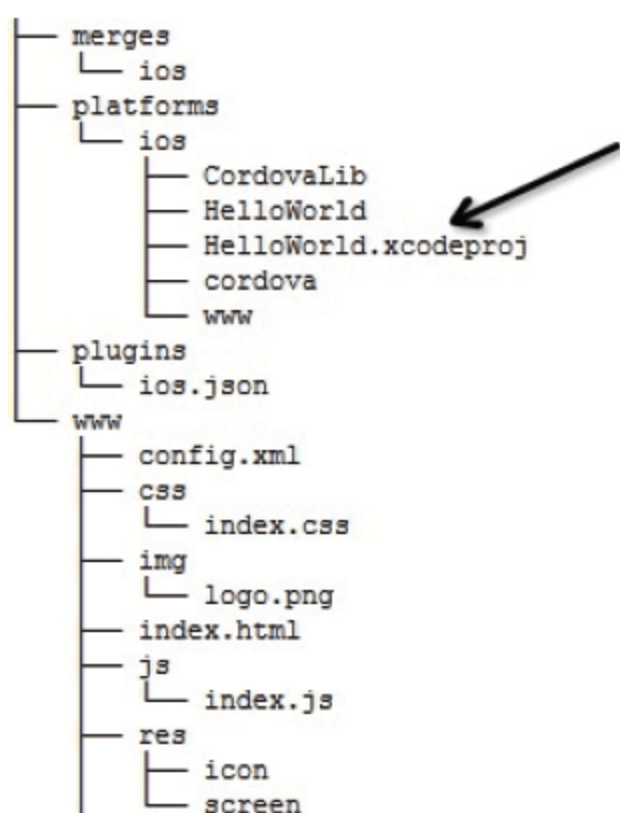 merges
ios
platforms
ios
CordovaLib
HelloWorld
HelloWorld.xcodeproj
cordova
www
plugins
ios.json
www
config.xml
css
index.css
img
logo.png
index.html
js
index.js
res
icon
screen